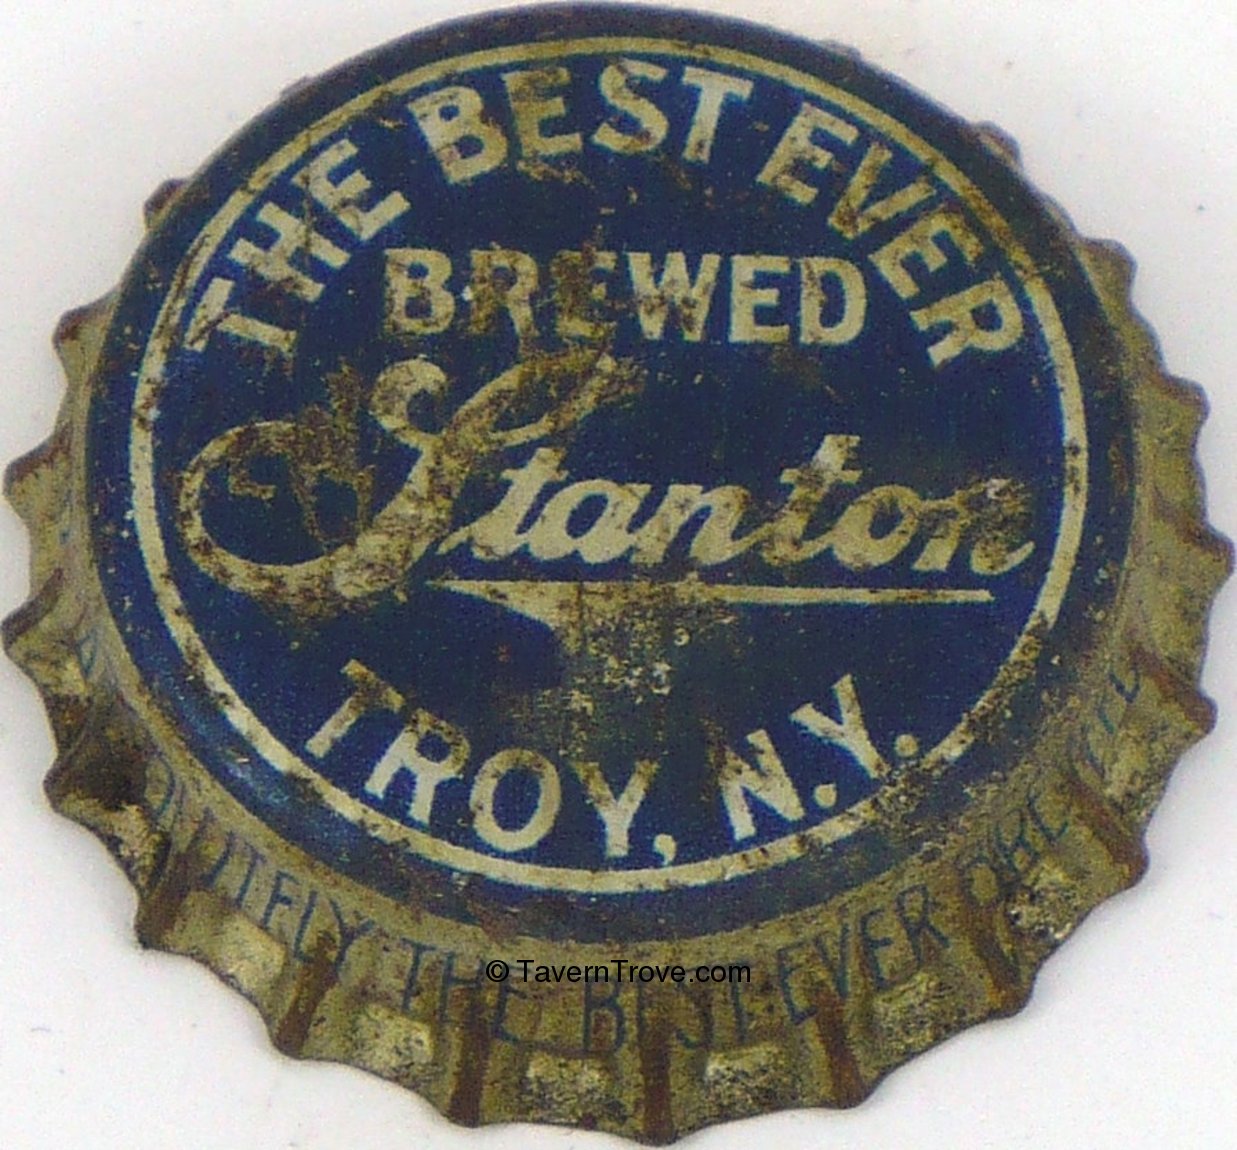 THE BEST EVER
BREWED
Stanton
TROY, N.Y.
THE BEST EVER
© TavernTrove.com